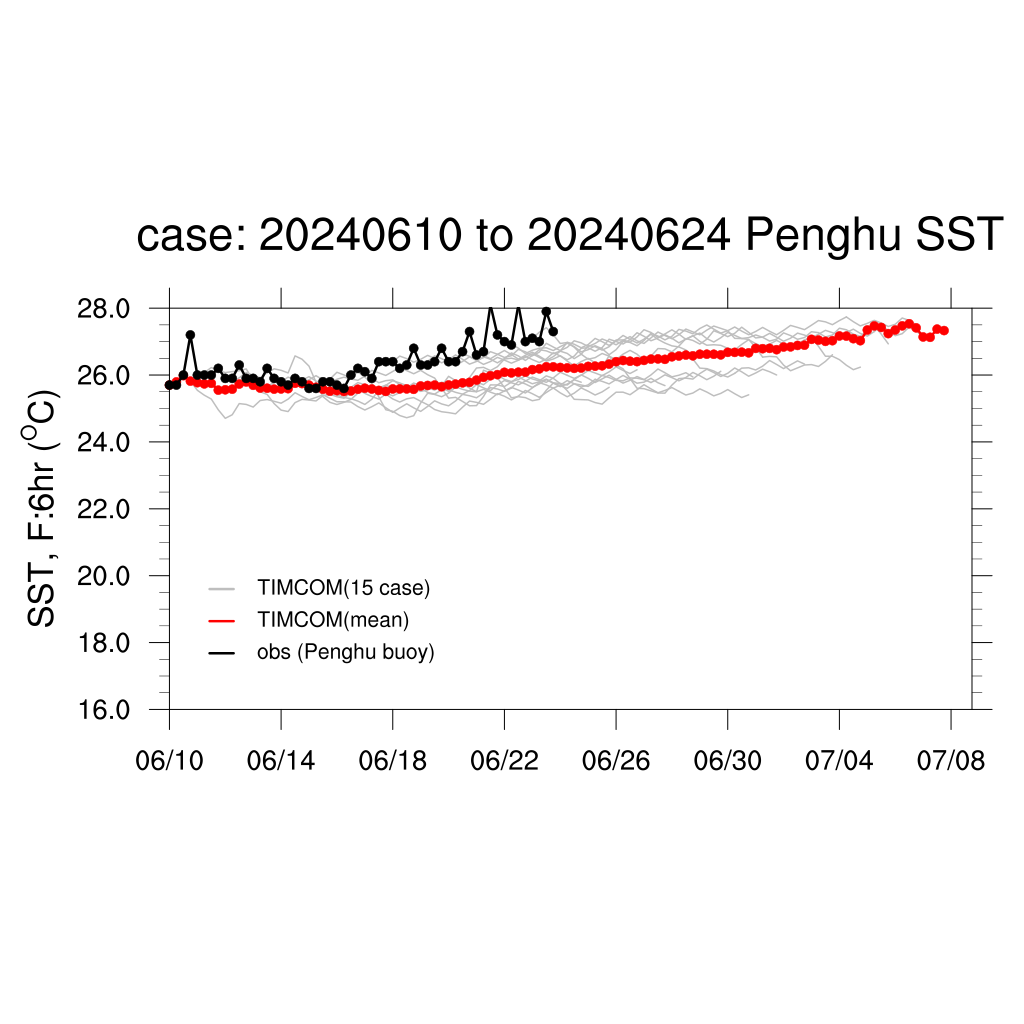 case: 20240610 to 20240624 Penghu SST
SST, F:6hr (°C)
28.0
26.0
24.0
22.0
20.0
18.0
16.0
TIMCOM(15 case)
TIMCOM(mean)
obs (Penghu buoy)
06/10 06/14 06/18 06/22 06/26 06/30 07/04 07/08